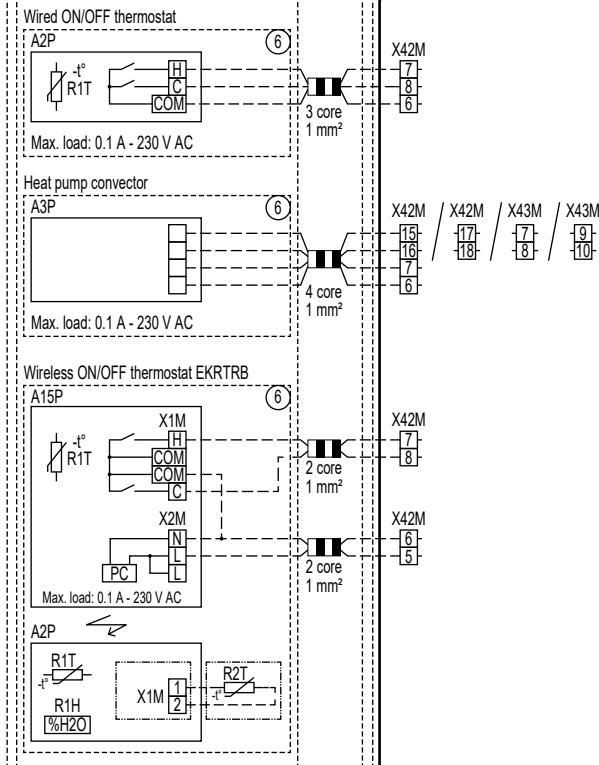 Wired ON/OFF thermostat
A2P
6
X42M
-t°
R1T
H
C
COM
7
8
6
3 core
1 mm²
Max. load: 0.1 A - 230 V AC
Heat pump convector
A3P
6
X42M / X42M / X43M / X43M
15 17 7 9
16 18 8 10
7
6
4 core
1 mm²
Max. load: 0.1 A - 230 V AC
Wireless ON/OFF thermostat EKRTRB
A15P
6
X1M
X42M
-t°
R1T
H
COM
COM
C
7
8
2 core
1 mm²
X2M
X42M
N
L
L
PC
6
5
2 core
1 mm²
Max. load: 0.1 A - 230 V AC
A2P
R1T
-t°
R1H
%H2O
X1M
1
2
R2T
-t°